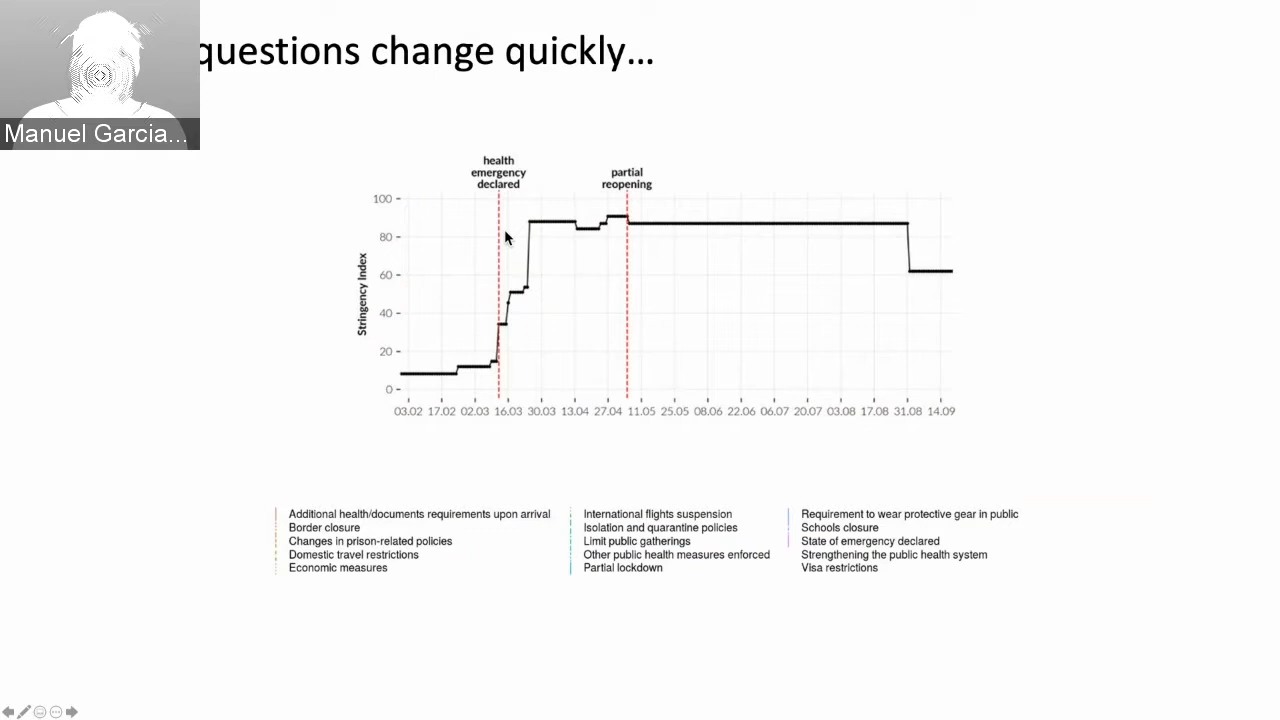 questions change quickly…
Manuel Garcia...
health
emergency
declared
partial
reopening
100
80
60
40
20
0
Stringency Index
03.02 17.02 02.03 16.03 30.03 13.04 27.04 11.05 25.05 08.06 22.06 06.07 20.07 03.08 17.08 31.08 14.09
Additional health/documents requirements upon arrival
Border closure
Changes in prison-related policies
Domestic travel restrictions
Economic measures
International flights suspension
Isolation and quarantine policies
Limit public gatherings
Other public health measures enforced
Partial lockdown
Requirement to wear protective gear in public
Schools closure
State of emergency declared
Strengthening the public health system
Visa restrictions